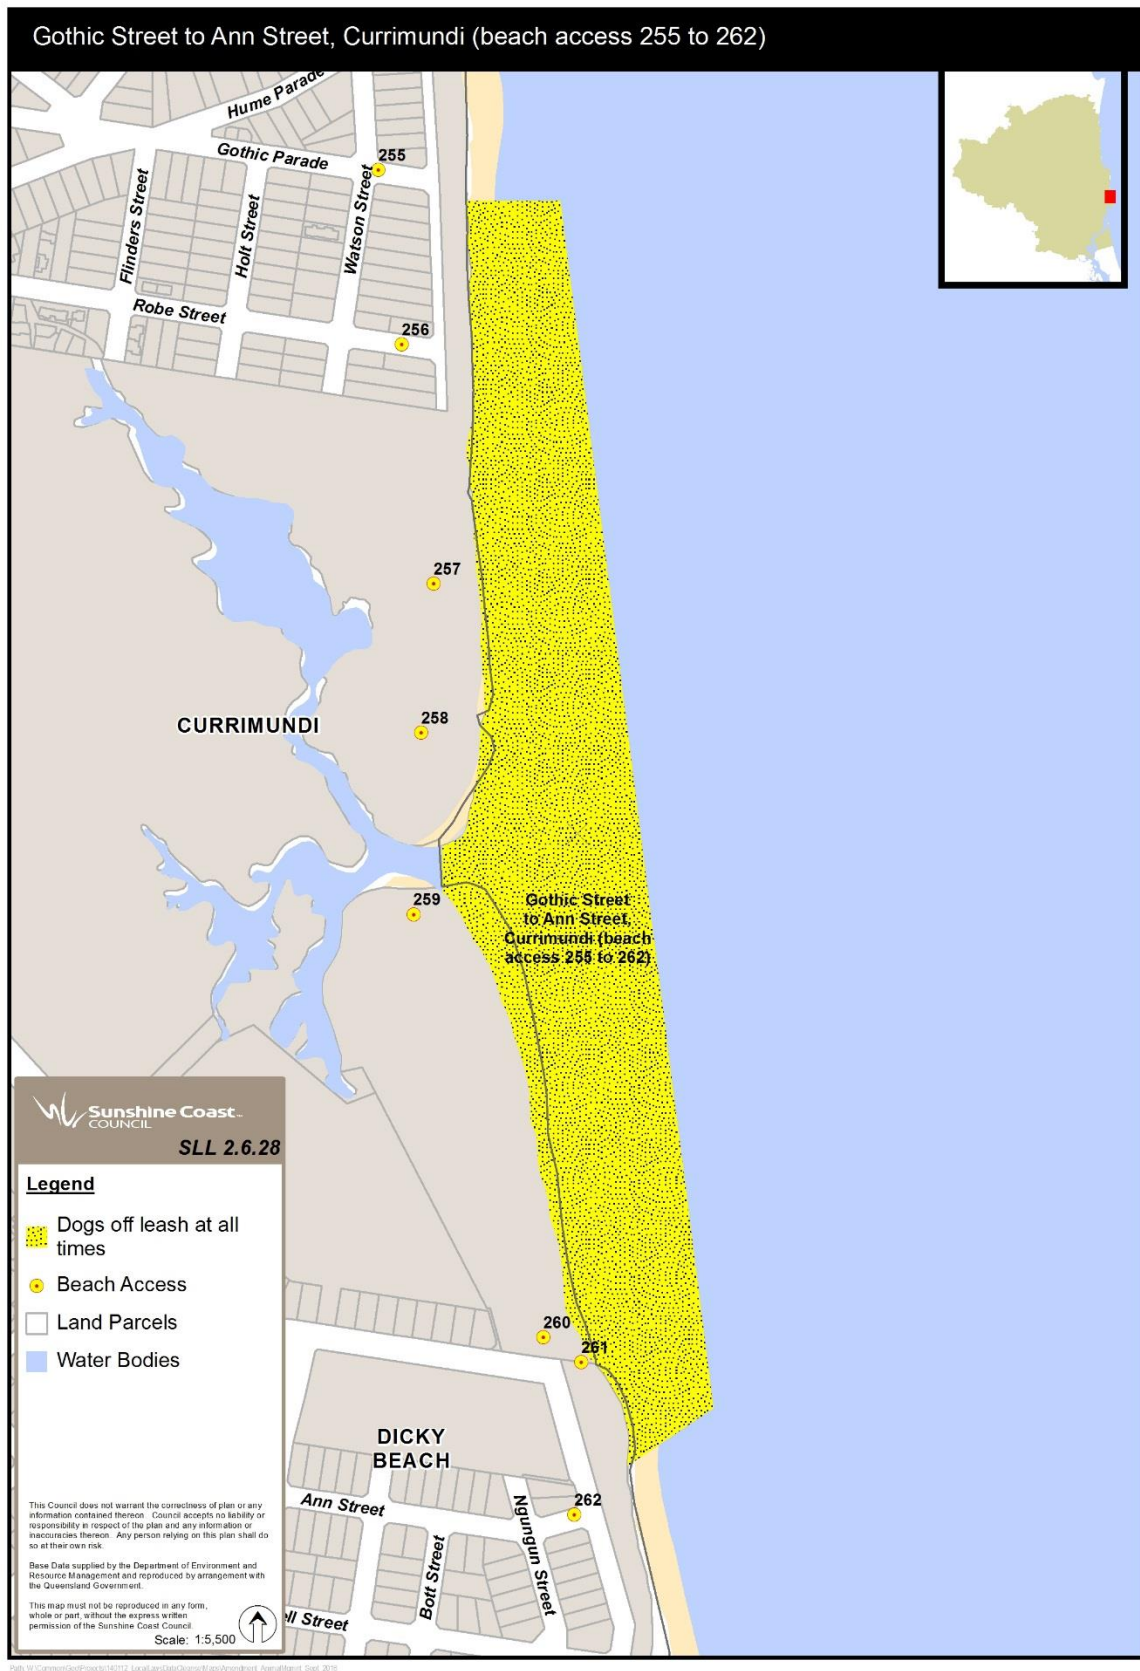 Gothic Street to Ann Street, Currimundi (beach access 255 to 262)
Hume Parade
Gothic Parade
255
Flinders Street
Holt Street
Watson Street
Robe Street
256
257
258
CURRIMUNDI
259
Gothic Street
to Ann Street,
Currimundi (beach
access 255 to 262)
260
261
DICKY
BEACH
262
Ann Street
Ngungun Street
Bott Street
ell Street
Sunshine Coast
COUNCIL
SLL 2.6.28
Legend
Dogs off leash at all
times
Beach Access
Land Parcels
Water Bodies
This Council does not warrant the correctness of plan or any
information contained thereon. Council accepts no liability or
responsibility in respect of the plan and any information or
inaccuracies thereon. Any person relying on this plan shall do
so at their own risk.
Base Data supplied by the Department of Environment and
Resource Management and reproduced by arrangement with
the Queensland Government.
This map must not be reproduced in any form,
whole or part, without the express written
permission of the Sunshine Coast Council.
Scale: 1:5,500